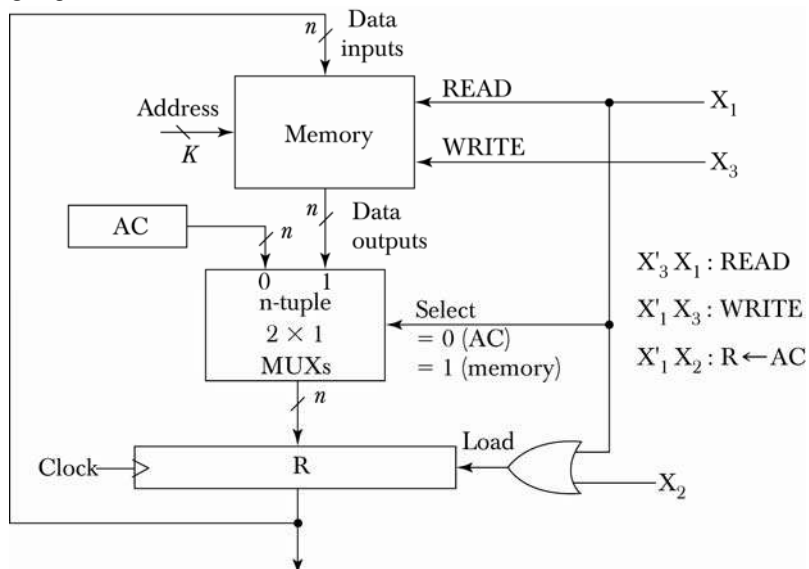 n
Data
inputs
READ
X1
Address
K
Memory
WRITE
X3
AC
n
n
Data
outputs
0 1
n-tuple
2 × 1
MUXs
Select
= 0 (AC)
= 1 (memory)
X'3 X1 : READ
X'1 X3 : WRITE
X'1 X2 : R ← AC
n
Load
Clock
R
X2